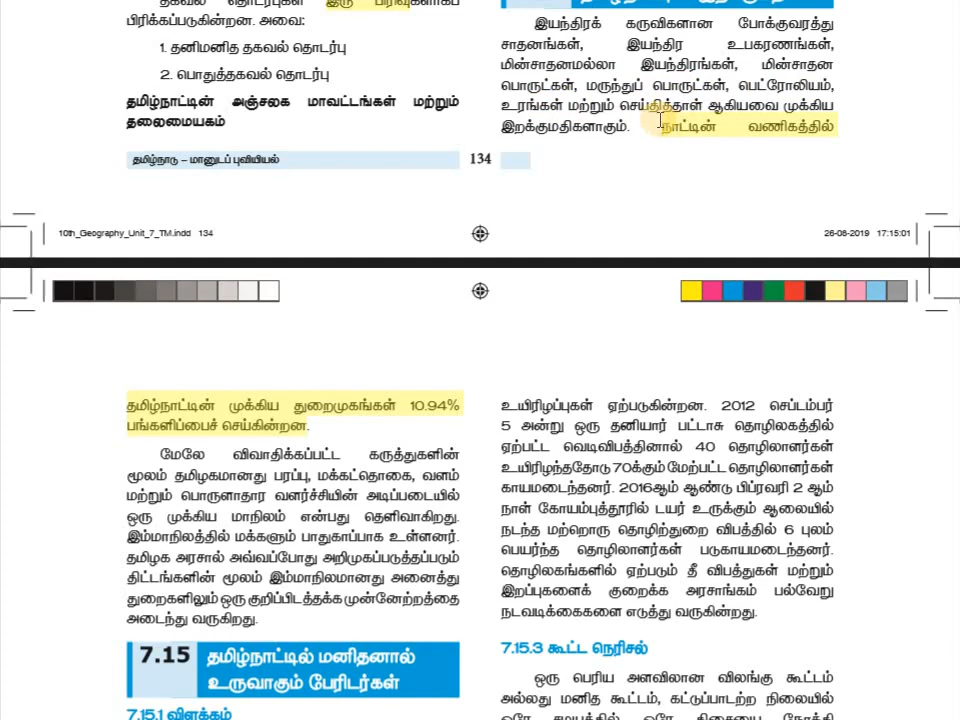 பிரிக்கப்படுகின்றன. அவை:
1. தனிமனித தகவல் தொடர்பு
2. பொதுத்தகவல் தொடர்பு
தமிழ்நாட்டின் அஞ்சலக மாவட்டங்கள் மற்றும்
தலைமையகம்
இயந்திரக் கருவிகளான போக்குவரத்து
சாதனங்கள், இயந்திர உபகரணங்கள்,
மின்சாதனமல்லா இயந்திரங்கள், மின்சாதன
பொருட்கள், மருந்துப் பொருட்கள், பெட்ரோலியம்,
உரங்கள் மற்றும் செய்தித்தாள் ஆகியவை முக்கிய
இறக்குமதிகளாகும். நாட்டின் வணிகத்தில்
தமிழ்நாடு – மானுடப் புவியியல்
134
10th_Geography_Unit_7_TM.indd 134
26-08-2019 17:15:01
தமிழ்நாட்டின் முக்கிய துறைமுகங்கள் 10.94%
பங்களிப்பைச் செய்கின்றன.
மேலே விவாதிக்கப்பட்ட கருத்துகளின்
மூலம் தமிழகமானது பரப்பு, மக்கட்தொகை, வளம்
மற்றும் பொருளாதார வளர்ச்சியின் அடிப்படையில்
ஒரு முக்கிய மாநிலம் என்பது தெளிவாகிறது.
இம்மாநிலத்தில் மக்களும் பாதுகாப்பாக உள்ளனர்.
தமிழக அரசால் அவ்வப்போது அறிமுகப்படுத்தப்படும்
திட்டங்களின் மூலம் இம்மாநிலமானது அனைத்து
துறைகளிலும் ஒரு குறிப்பிடத்தக்க முன்னேற்றத்தை
அடைந்து வருகிறது.
7.15 தமிழ்நாட்டில் மனிதனால்
உருவாகும் பேரிடர்கள்
7.15.1 விளக்கம்
உயிரிழப்புகள் ஏற்படுகின்றன. 2012 செப்டம்பர்
5 அன்று ஒரு தனியார் பட்டாசு தொழிலகத்தில்
ஏற்பட்ட வெடிவிபத்தினால் 40 தொழிலாளர்கள்
உயிரிழந்ததோடு 70க்கும் மேற்பட்ட தொழிலாளர்கள்
காயமடைந்தனர். 2016ஆம் ஆண்டு பிப்ரவரி 2 ஆம்
நாள் கோயம்புத்தூரில் டயர் உருக்கும் ஆலையில்
நடந்த மற்றொரு தொழிற்துறை விபத்தில் 6 புலம்
பெயர்ந்த தொழிலாளர்கள் படுகாயமடைந்தனர்.
தொழிலகங்களில் ஏற்படும் தீ விபத்துகள் மற்றும்
இறப்புகளைக் குறைக்க அரசாங்கம் பல்வேறு
நடவடிக்கைகளை எடுத்து வருகின்றது.
7.15.3 கூட்ட நெரிசல்
ஒரு பெரிய அளவிலான விலங்கு கூட்டம்
அல்லது மனித கூட்டம், கட்டுப்பாடற்ற நிலையில்